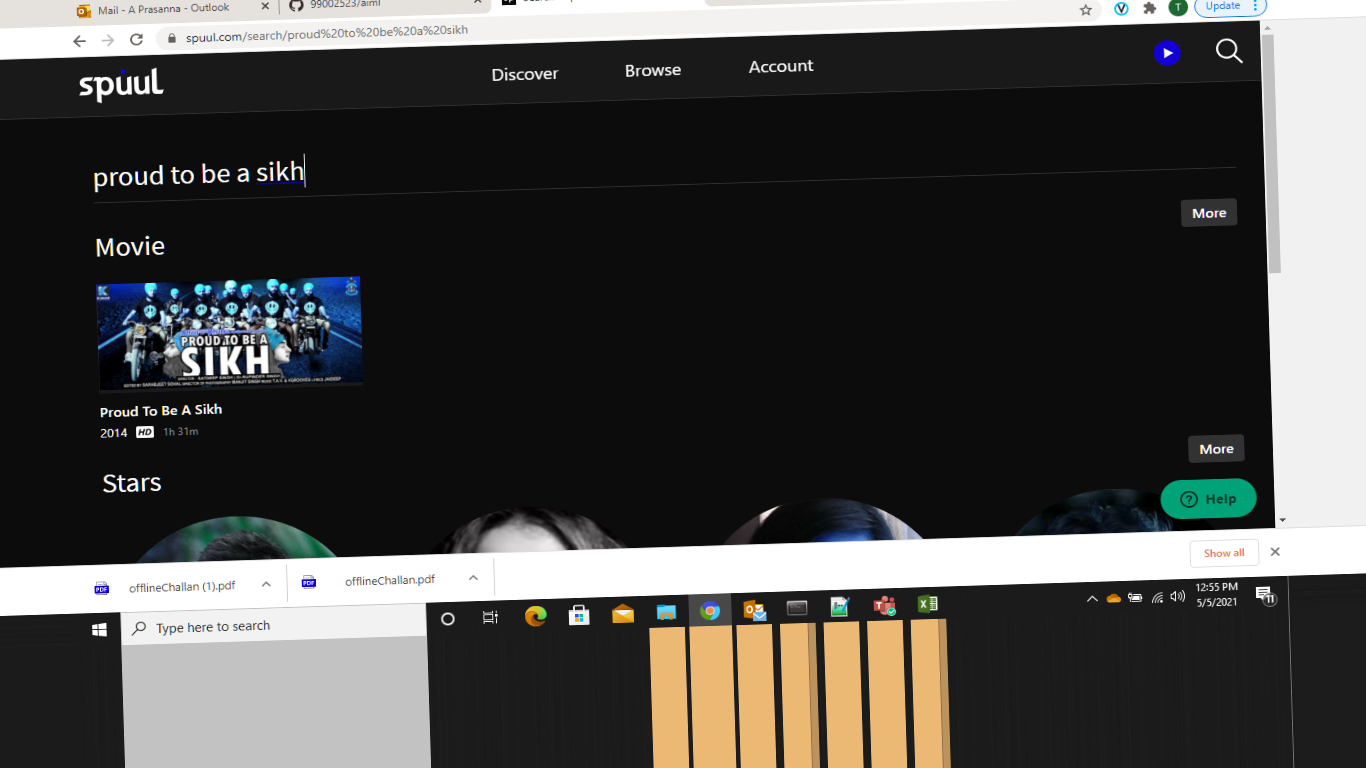 Mail - A Prasanna - Outlook
99002523/aiml
spuul.com/search/proud%20to%20be%20a%20sikh
T
Update
spuul
Discover
Browse
Account
proud to be a sikh
More
Movie
PROUD TO BE A
SIKH
Proud To Be A Sikh
2014 HD 1h 31m
More
Stars
Help
PDF offlineChallan (1).pdf
PDF offlineChallan.pdf
Show all
Type here to search
12:55 PM
5/5/2021
11